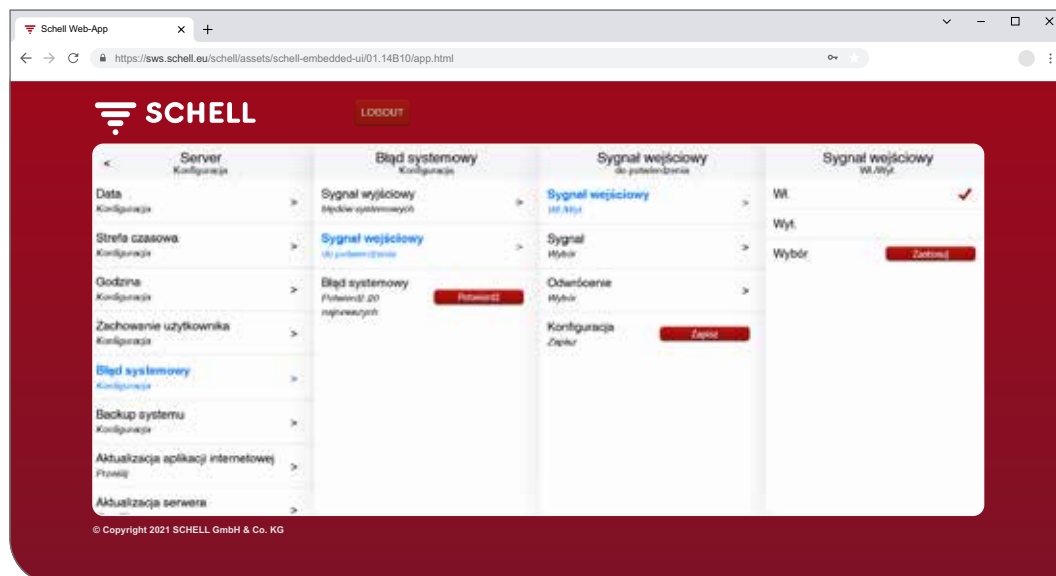 Schell Web-App
https://sws.schell.eu/schell/assets/schell-embedded-ui/01.14B10/app.html
SCHELL
LOGOUT
<
Server
Konfiguracja
Data
Konfiguracja
>
Strefa czasowa
Konfiguracja
>
Godzina
Konfiguracja
>
Zachowanie użytkownika
Konfiguracja
>
Błąd systemowy
Konfiguracja
>
Backup systemu
Konfiguracja
>
Aktualizacja aplikacji internetowej
Prześlij
>
Aktualizacja serwera
>
Błąd systemowy
Konfiguracja
Sygnał wyjściowy
błędów systemowych
>
Sygnał wejściowy
do potwierdzenia
>
Błąd systemowy
Potwierdź 20
najnowszych
Potwierdź
Sygnał wejściowy
do potwierdzenia
Sygnał wejściowy
Wł./Wył.
>
Sygnał
Wybór
>
Odwrócenie
Wybór
>
Konfiguracja
Zapisz
Zapisz
Sygnał wejściowy
Wł./Wył.
Wł.
Wył.
Wybór
Zastosuj
© Copyright 2021 SCHELL GmbH & Co. KG